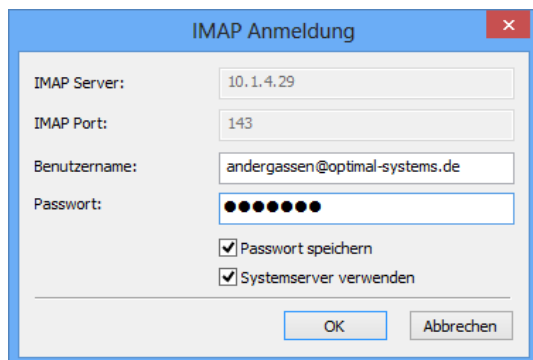 IMAP Anmeldung
IMAP Server: 10.1.4.29
IMAP Port: 143
Benutzername: andergassen@optimal-systems.de
Passwort: ●●●●●●●
Passwort speichern
Systemserver verwenden
OK Abbrechen